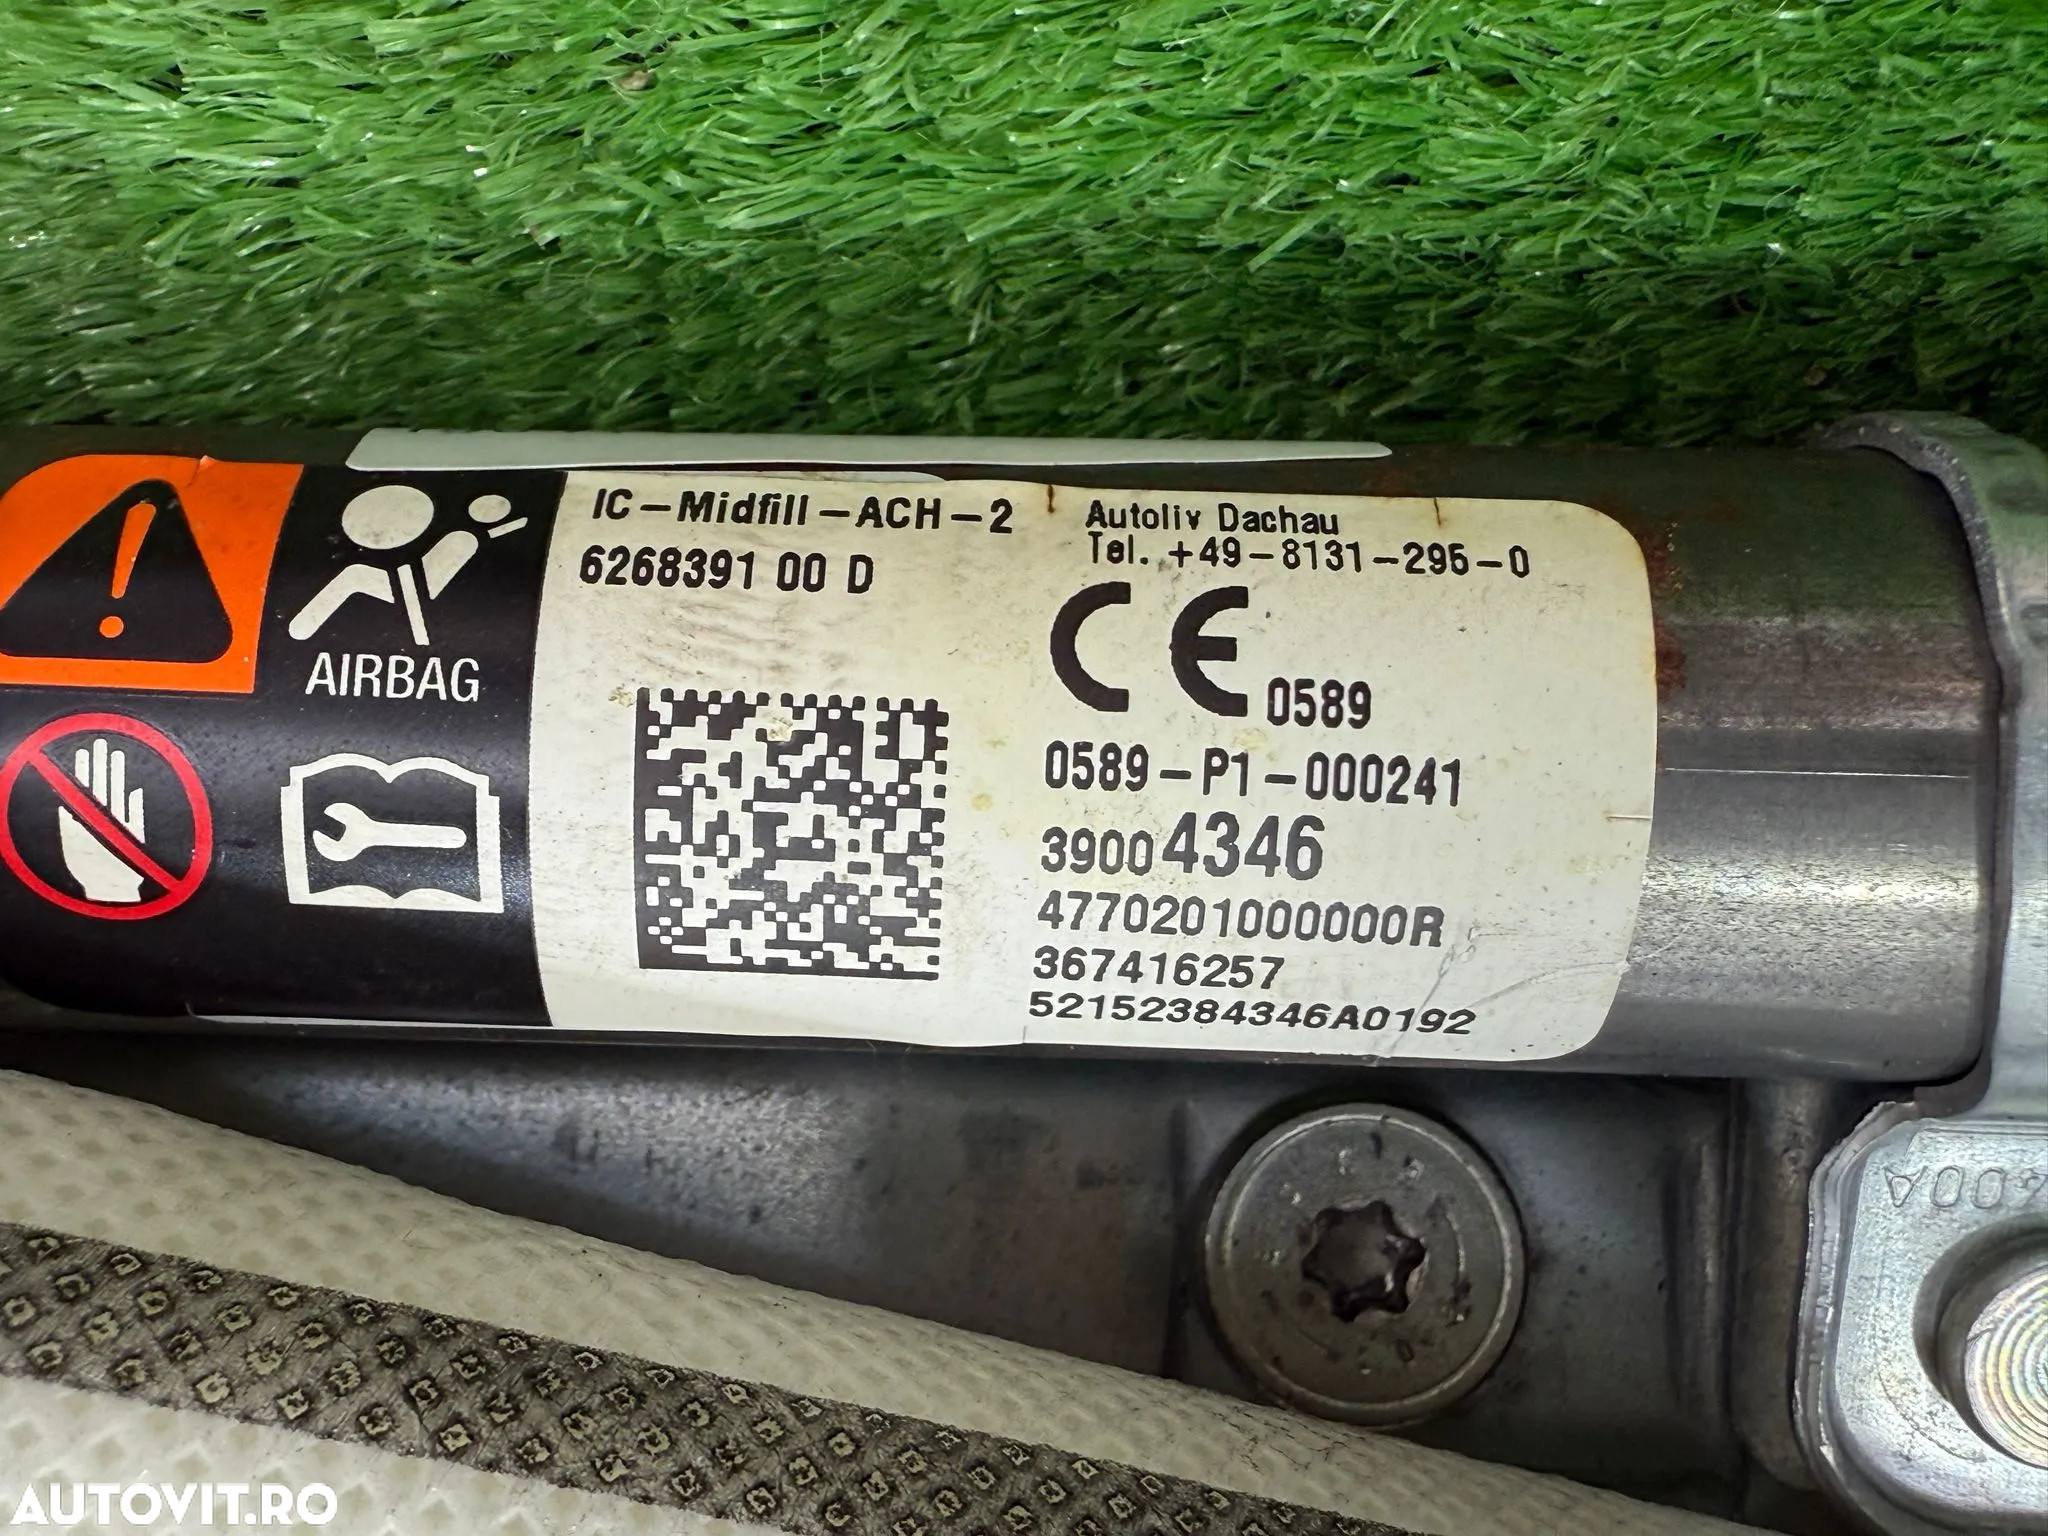 AIRBAG
IC-Midfill-ACH-2
6268391 00 D
Autoliv Dachau
Tel. +49-8131-295-0
CE 0589
0589-P1-000241
39004346
4770201000000R
367416257
52152384346A0192
400A
AUTOVIT.RO